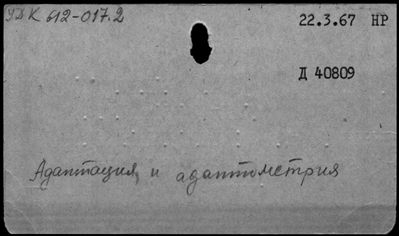 УДК 612-017.2
22.3.67 НР
Д 40809
Адаптация и адаптометрия